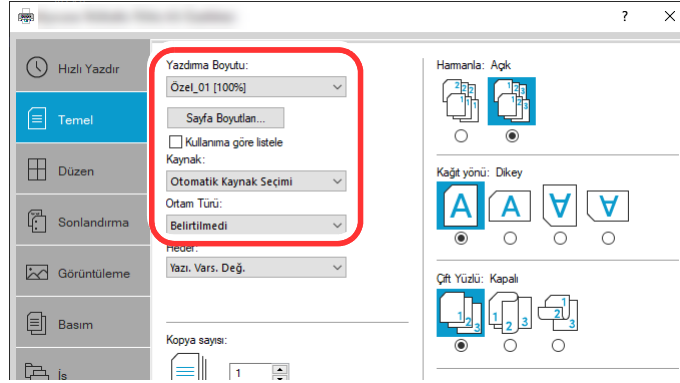 ?
Hızlı Yazdır
Temel
Düzen
Sonlandırma
Görüntüleme
Basım
İş
Yazdırma Boyutu:
Özel_01 [100%]
Sayfa Boyutları...
Kullanıma göre listele
Kaynak:
Otomatik Kaynak Seçimi
Ortam Türü:
Belirtilmedi
Hedef:
Yazı. Vars. Değ.
Kopya sayısı:
1
Harmanla: Açık
Kağıt yönü: Dikey
Çift Yüzlü: Kapalı